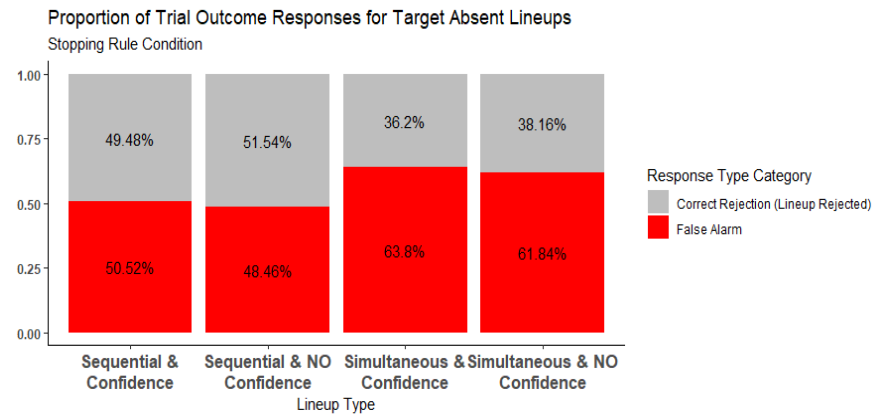 Proportion of Trial Outcome Responses for Target Absent Lineups
Stopping Rule Condition
1.00
0.75
0.50
0.25
0.00
49.48%
51.54%
36.2%
38.16%
50.52%
48.46%
63.8%
61.84%
Sequential &
Confidence
Sequential & NO
Confidence
Simultaneous &
Confidence
Simultaneous & NO
Confidence
Lineup Type
Response Type Category
Correct Rejection (Lineup Rejected)
False Alarm